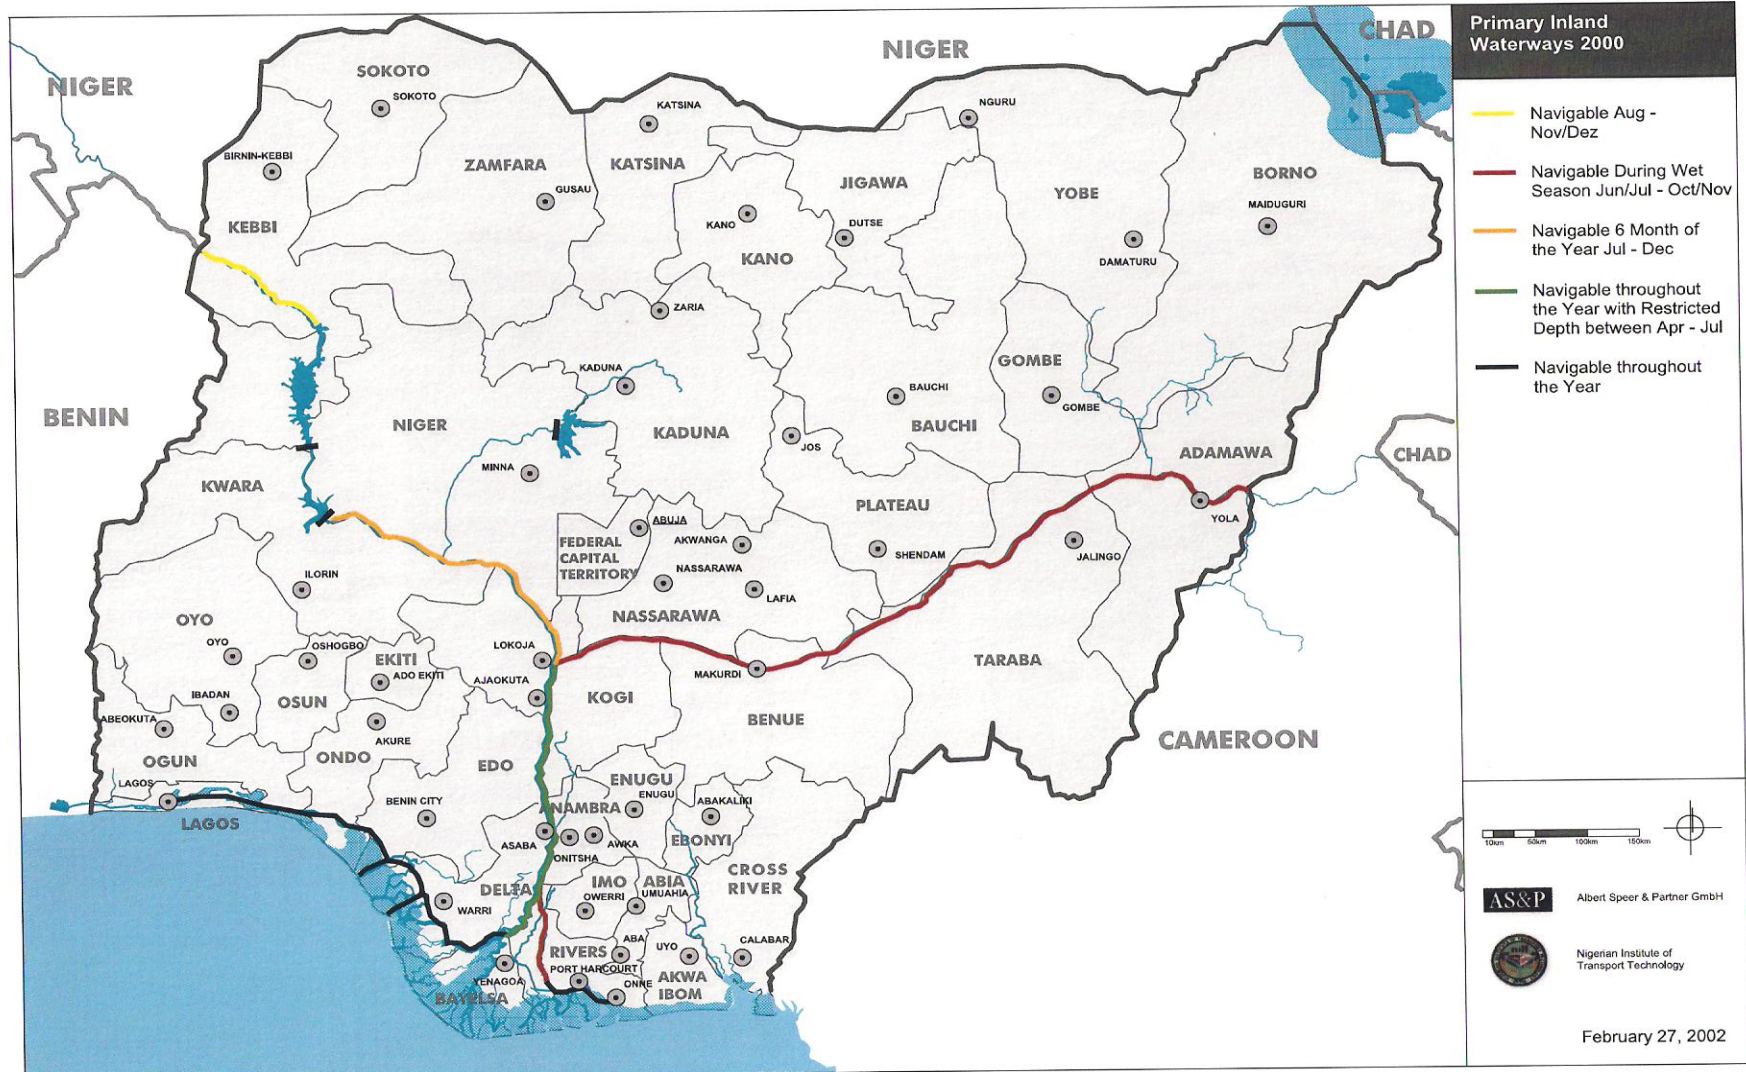 Primary Inland
Waterways 2000
Navigable Aug -
Nov/Dez
Navigable During Wet
Season Jun/Jul - Oct/Nov
Navigable 6 Month of
the Year Jul - Dec
Navigable throughout
the Year with Restricted
Depth between Apr - Jul
Navigable throughout
the Year
10km 50km 100km 150km
AS&P
Albert Speer & Partner GmbH
Nigerian Institute of
Transport Technology
February 27, 2002
NIGER
NIGER
CHAD
SOKOTO
SOKOTO
KATSINA
NGURU
BIRNIN-KEBBI
ZAMFARA
KATSINA
GUSAU
JIGAWA
YOBE
BORNO
KEBBI
KANO
DUTSE
MAIDUGURI
KANO
DAMATURU
ZARIA
BENIN
KADUNA
GOMBE
BAUCHI
GOMBE
NIGER
KADUNA
BAUCHI
JOS
ADAMAWA
CHAD
MINNA
KWARA
PLATEAU
YOLA
ABUJA
FEDERAL
CAPITAL
TERRITORY
AKWANGA
SHENDAM
JALINGO
NASSARAWA
ILORIN
LAFIA
NASSARAWA
OYO
OYO
OSHOGBO
EKITI
ADO EKITI
LOKOJA
TARABA
MAKURDI
AJAOKUTA
IBADAN
OSUN
KOGI
ABEOKUTA
BENUE
AKURE
CAMEROON
OGUN
ONDO
EDO
LAGOS
ENUGU
ENUGU
BENIN CITY
ANAMBRA
ABAKALIKI
LAGOS
ASABA
AWKA
ONITSHA
EBONYI
CROSS
RIVER
DELTA
IMO
ABIA
OWERRI
UMUAHIA
WARRI
ABA
UYO
CALABAR
RIVERS
PORT HARCOURT
YENAGOA
ONNE
AKWA
IBOM
BAYELSA